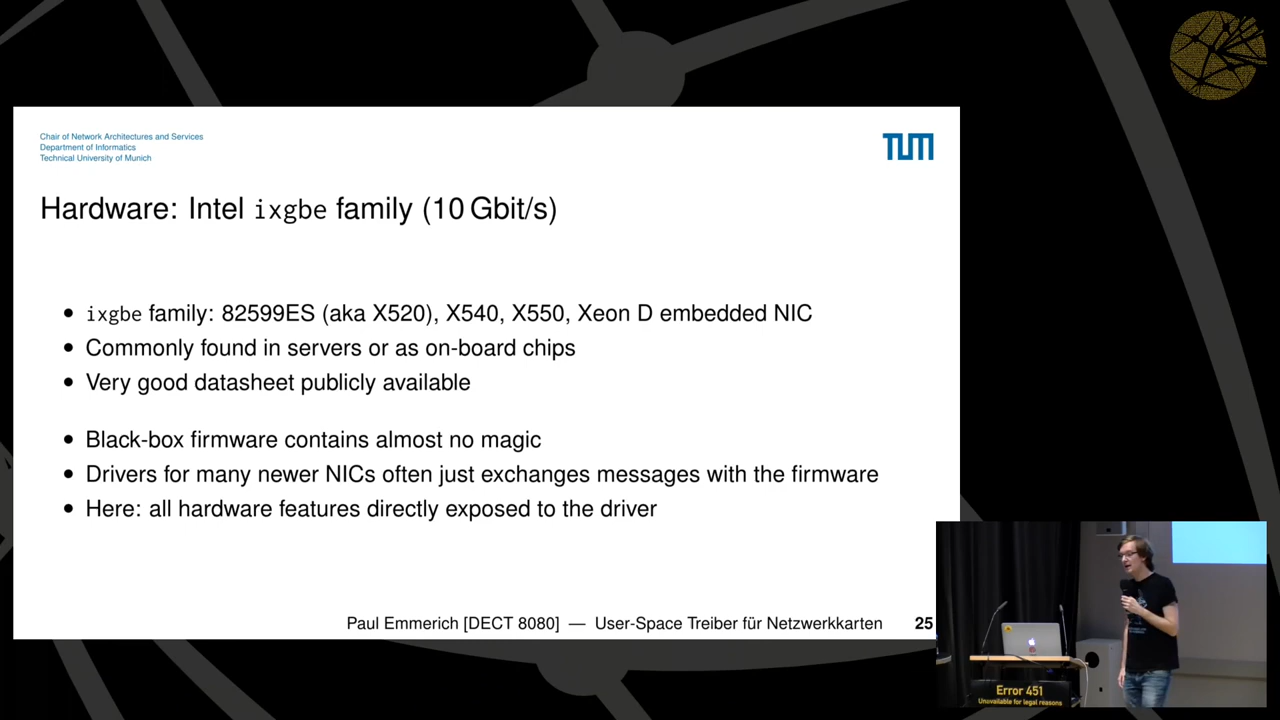 Chair of Network Architectures and Services
Department of Informatics
Technical University of Munich
TUM
Hardware: Intel ixgbe family (10 Gbit/s)
• ixgbe family: 82599ES (aka X520), X540, X550, Xeon D embedded NIC
• Commonly found in servers or as on-board chips
• Very good datasheet publicly available
• Black-box firmware contains almost no magic
• Drivers for many newer NICs often just exchanges messages with the firmware
• Here: all hardware features directly exposed to the driver
Paul Emmerich [DECT 8080] — User-Space Treiber für Netzwerkkarten 25
Error 451
Unavailable for legal reasons